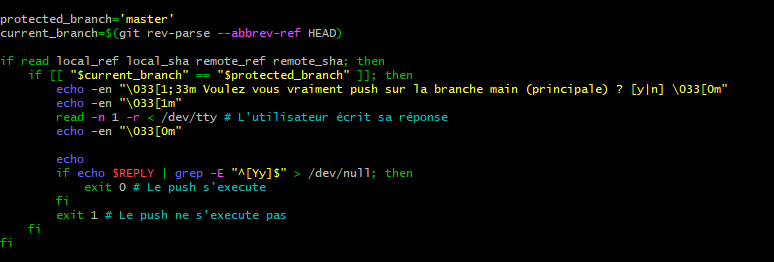 protected_branch='master'
current_branch=$(git rev-parse --abbrev-ref HEAD)
if read local_ref local_sha remote_ref remote_sha; then
if [[ "$current_branch" == "$protected_branch" ]]; then
echo -en "\033[1;33m Voulez vous vraiment push sur la branche main (principale) ? [y|n] \033[0m"
echo -en "\033[1m"
read -n 1 -r < /dev/tty # L'utilisateur écrit sa réponse
echo -en "\033[0m"
echo
if echo $REPLY | grep -E "^[Yy]$" > /dev/null; then
exit 0 # Le push s'execute
fi
exit 1 # Le push ne s'execute pas
fi
fi